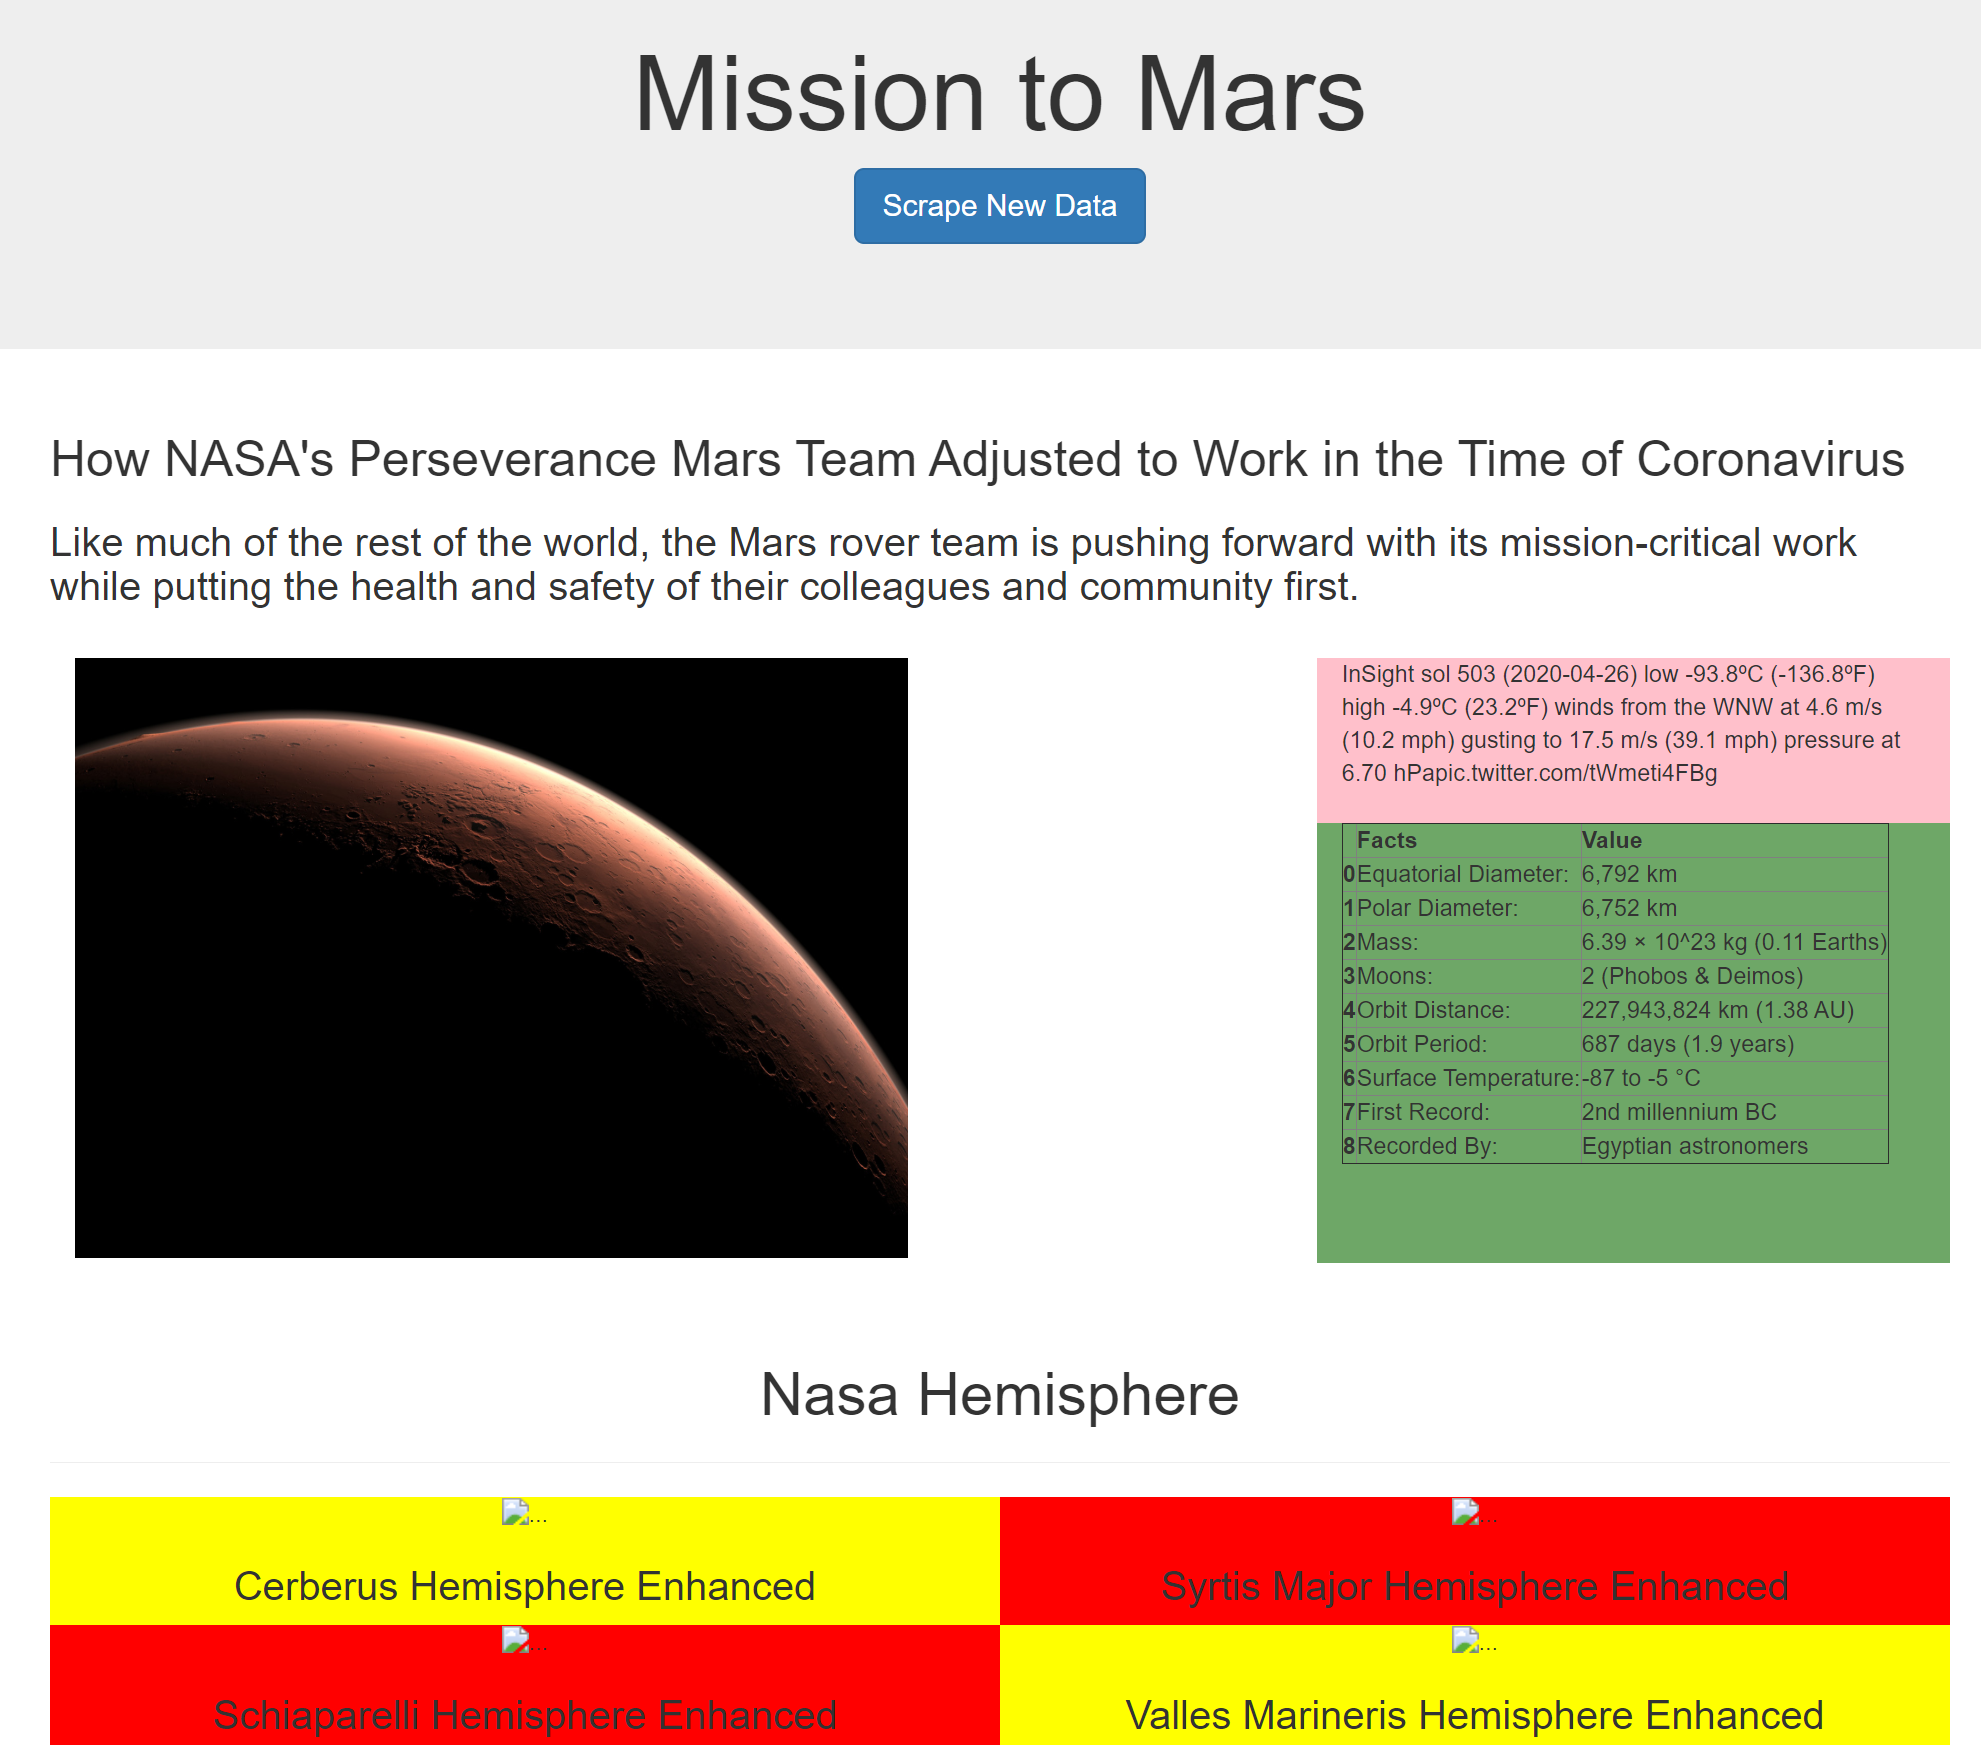 Mission to Mars
Scrape New Data
How NASA's Perseverance Mars Team Adjusted to Work in the Time of Coronavirus
Like much of the rest of the world, the Mars rover team is pushing forward with its mission-critical work
while putting the health and safety of their colleagues and community first.
InSight sol 503 (2020-04-26) low -93.8ºC (-136.8ºF)
high -4.9ºC (23.2ºF) winds from the WNW at 4.6 m/s
(10.2 mph) gusting to 17.5 m/s (39.1 mph) pressure at
6.70 hPapic.twitter.com/tWmeti4FBg
Facts Value
0 Equatorial Diameter: 6,792 km
1 Polar Diameter: 6,752 km
2 Mass: 6.39 × 10^23 kg (0.11 Earths)
3 Moons: 2 (Phobos & Deimos)
4 Orbit Distance: 227,943,824 km (1.38 AU)
5 Orbit Period: 687 days (1.9 years)
6 Surface Temperature: -87 to -5 °C
7 First Record: 2nd millennium BC
8 Recorded By: Egyptian astronomers
Nasa Hemisphere
...
Cerberus Hemisphere Enhanced
...
Syrtis Major Hemisphere Enhanced
...
Schiaparelli Hemisphere Enhanced
...
Valles Marineris Hemisphere Enhanced